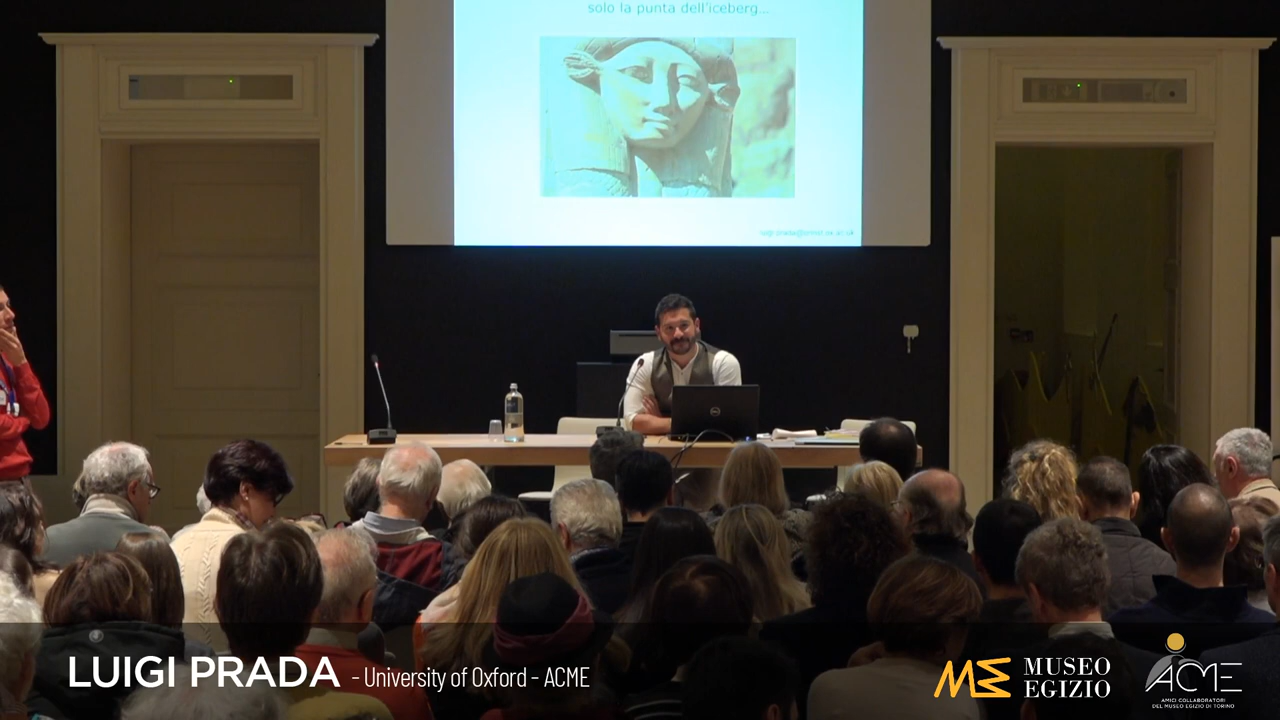 solo la punta dell'iceberg...
LUIGI PRADA - University of Oxford - ACME
MUSEO
EGIZIO
ACME
AMICI COLLABORATORI
DEL MUSEO EGIZIO DI TORINO